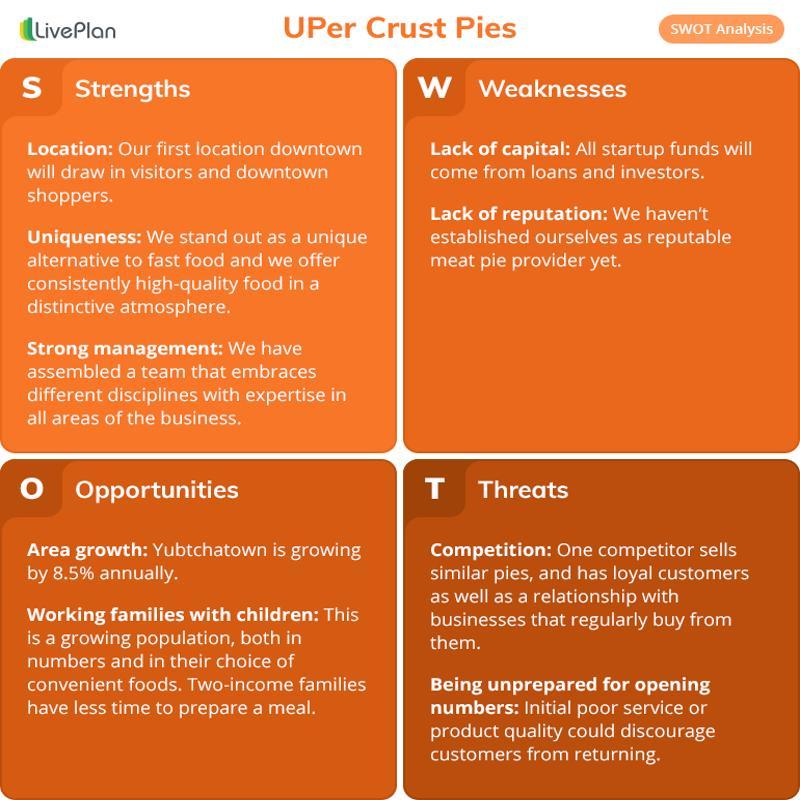 LivePlan
UPer Crust Pies
SWOT Analysis
S
Strengths
Location: Our first location downtown
will draw in visitors and downtown
shoppers.
Uniqueness: We stand out as a unique
alternative to fast food and we offer
consistently high-quality food in a
distinctive atmosphere.
Strong management: We have
assembled a team that embraces
different disciplines with expertise in
all areas of the business.
W
Weaknesses
Lack of capital: All startup funds will
come from loans and investors.
Lack of reputation: We haven't
established ourselves as reputable
meat pie provider yet.
O
Opportunities
Area growth: Yubtchatown is growing
by 8.5% annually.
Working families with children: This
is a growing population, both in
numbers and in their choice of
convenient foods. Two-income families
have less time to prepare a meal.
T
Threats
Competition: One competitor sells
similar pies, and has loyal customers
as well as a relationship with
businesses that regularly buy from
them.
Being unprepared for opening
numbers: Initial poor service or
product quality could discourage
customers from returning.